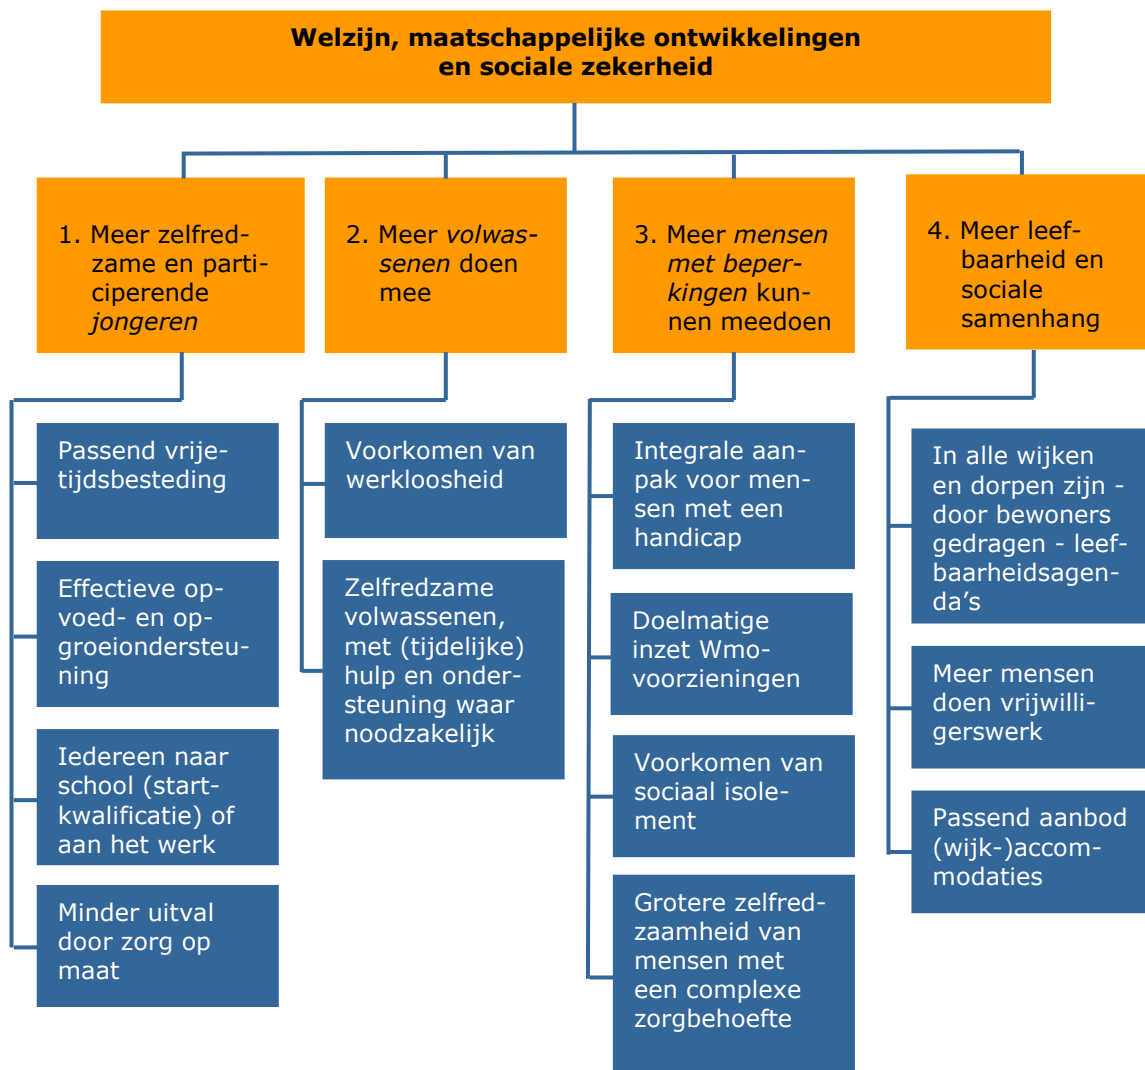 Welzijn, maatschappelijke ontwikkelingen
en sociale zekerheid
1. Meer zelfred-
zame en parti-
ciperende
jongeren
2. Meer volwas-
senen doen
mee
3. Meer mensen
met beper-
kingen kun-
nen meedoen
4. Meer leef-
baarheid en
sociale
samenhang
Passend vrije-
tijdsbesteding
Effectieve op-
voed- en op-
groeiondersteu-
ning
Iedereen naar
school (start-
kwalificatie) of
aan het werk
Minder uitval
door zorg op
maat
Voorkomen van
werkloosheid
Zelfredzame
volwassenen,
met (tijdelijke)
hulp en onder-
steuning waar
noodzakelijk
Integrale aan-
pak voor men-
sen met een
handicap
Doelmatige
inzet Wmo-
voorzieningen
Voorkomen van
sociaal isole-
ment
Grotere zelfred-
zaamheid van
mensen met
een complexe
zorgbehoefte
In alle wijken
en dorpen zijn -
door bewoners
gedragen - leef-
baarheidsagen-
da's
Meer mensen
doen vrijwilli-
gerswerk
Passend aanbod
(wijk-)accom-
modaties